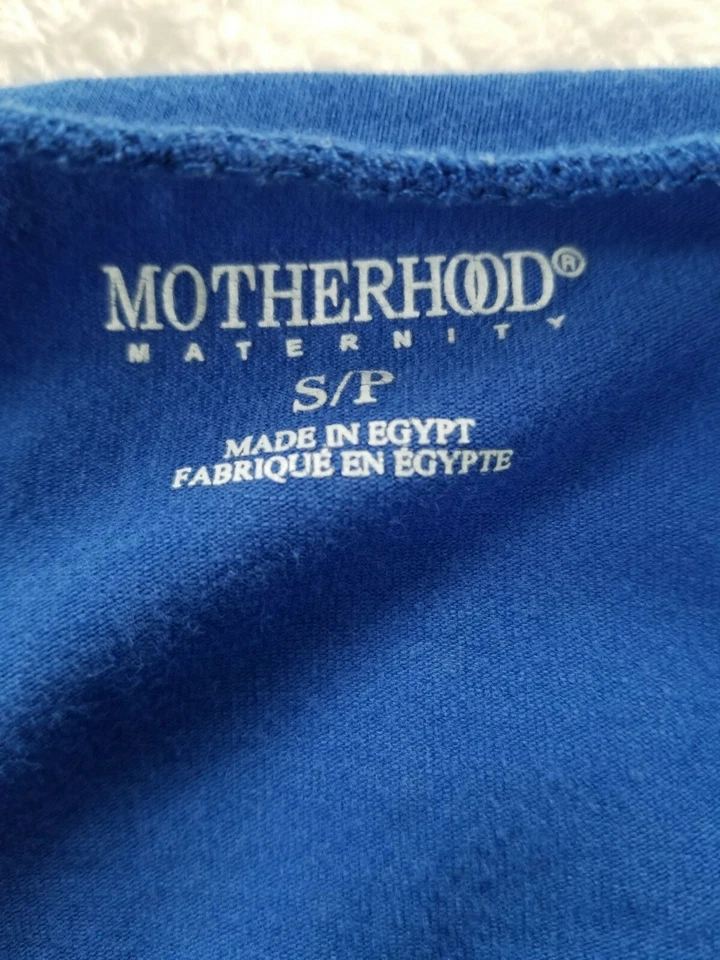 MOTHERHOOD®
MATERNITY
S/P
MADE IN EGYPT
FABRIQUÉ EN ÉGYPTE